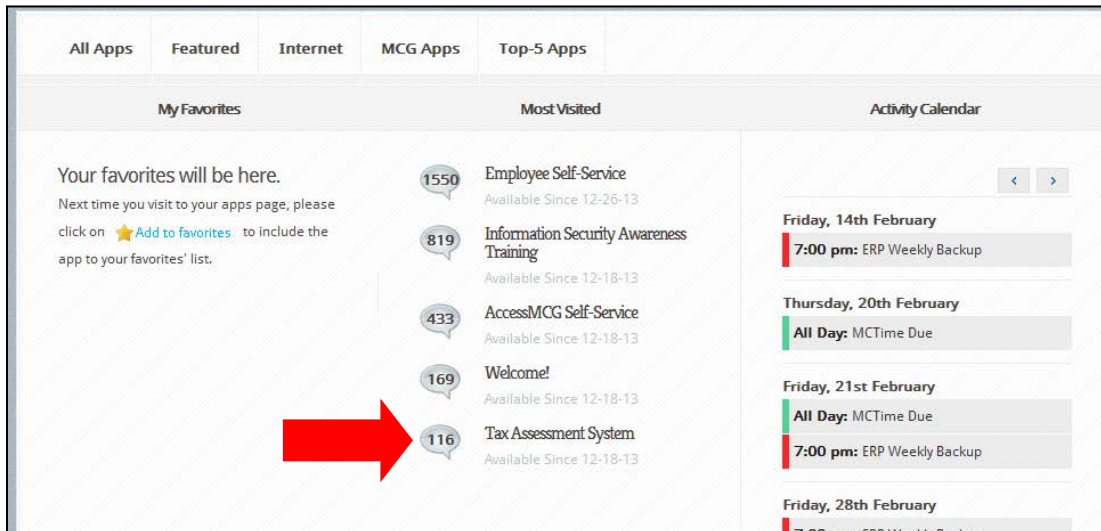 All Apps Featured Internet MCG Apps Top-5 Apps
My Favorites Most Visited Activity Calendar
Your favorites will be here.
Next time you visit to your apps page, please
click on Add to favorites to include the
app to your favorites' list.
1550 Employee Self-Service
Available Since 12-26-13
819 Information Security Awareness
Training
Available Since 12-18-13
433 AccessMCG Self-Service
Available Since 12-18-13
169 Welcome!
Available Since 12-18-13
116 Tax Assessment System
Available Since 12-18-13
< >
Friday, 14th February
7:00 pm: ERP Weekly Backup
Thursday, 20th February
All Day: MCTime Due
Friday, 21st February
All Day: MCTime Due
7:00 pm: ERP Weekly Backup
Friday, 28th February